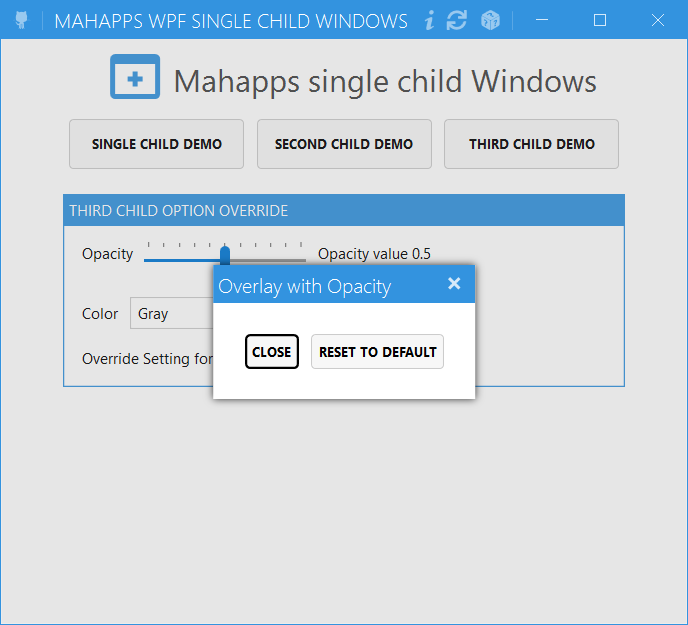 MAHAPPS WPF SINGLE CHILD WINDOWS
Mahapps single child Windows
SINGLE CHILD DEMO
SECOND CHILD DEMO
THIRD CHILD DEMO
THIRD CHILD OPTION OVERRIDE
Opacity
Opacity value 0.5
Overlay with Opacity
Color
Gray
CLOSE
RESET TO DEFAULT
Override Setting for